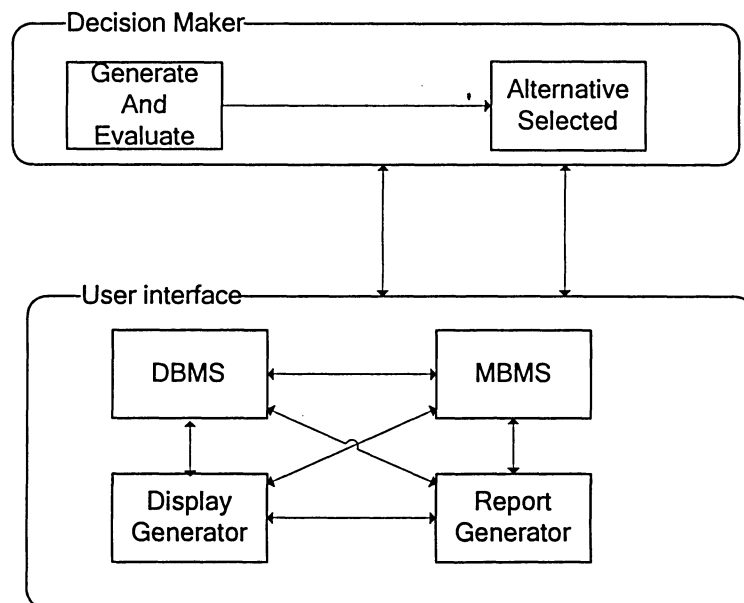 Decision Maker
Generate
And
Evaluate
Alternative
Selected
User interface
DBMS
MBMS
Display
Generator
Report
Generator